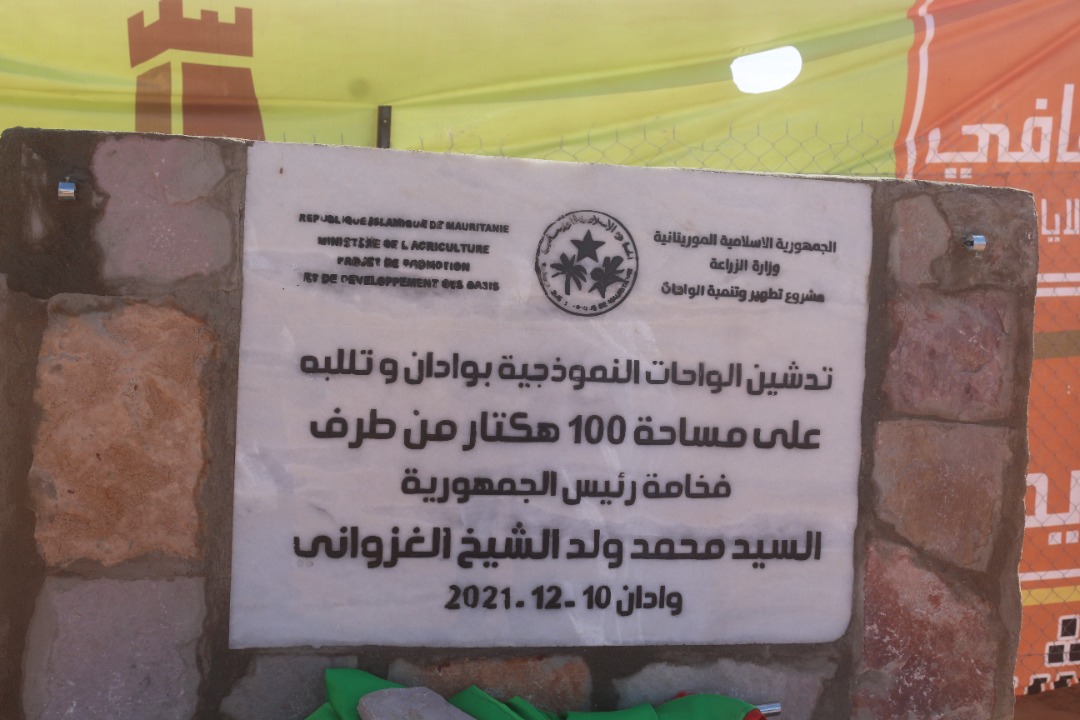 REPUBLIQUE ISLAMIQUE DE MAURITANIE
MINISTERE DE L AGRICULTURE
PROJET DE PROMOTION
ET DE DEVELOPPEMENT DES OASIS
الجمهورية الاسلامية الموريتانية
وزارة الزراعة
مشروع تطهير وتنمية الواحات
تدشين الواحات النموذجية بوادان و تللبه
على مساحة 100 هكتار من طرف
فخامة رئيس الجمهورية
السيد محمد ولد الشيخ الغزواني
وادان 10 - 12 - 2021